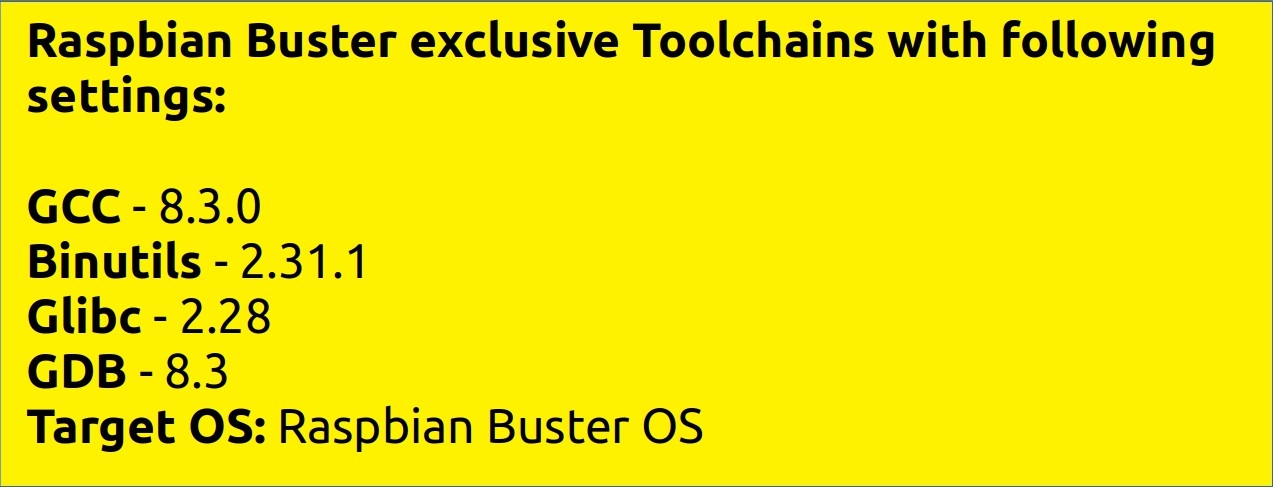 Raspbian Buster exclusive Toolchains with following
settings:
GCC - 8.3.0
Binutils - 2.31.1
Glibc - 2.28
GDB - 8.3
Target OS: Raspbian Buster OS